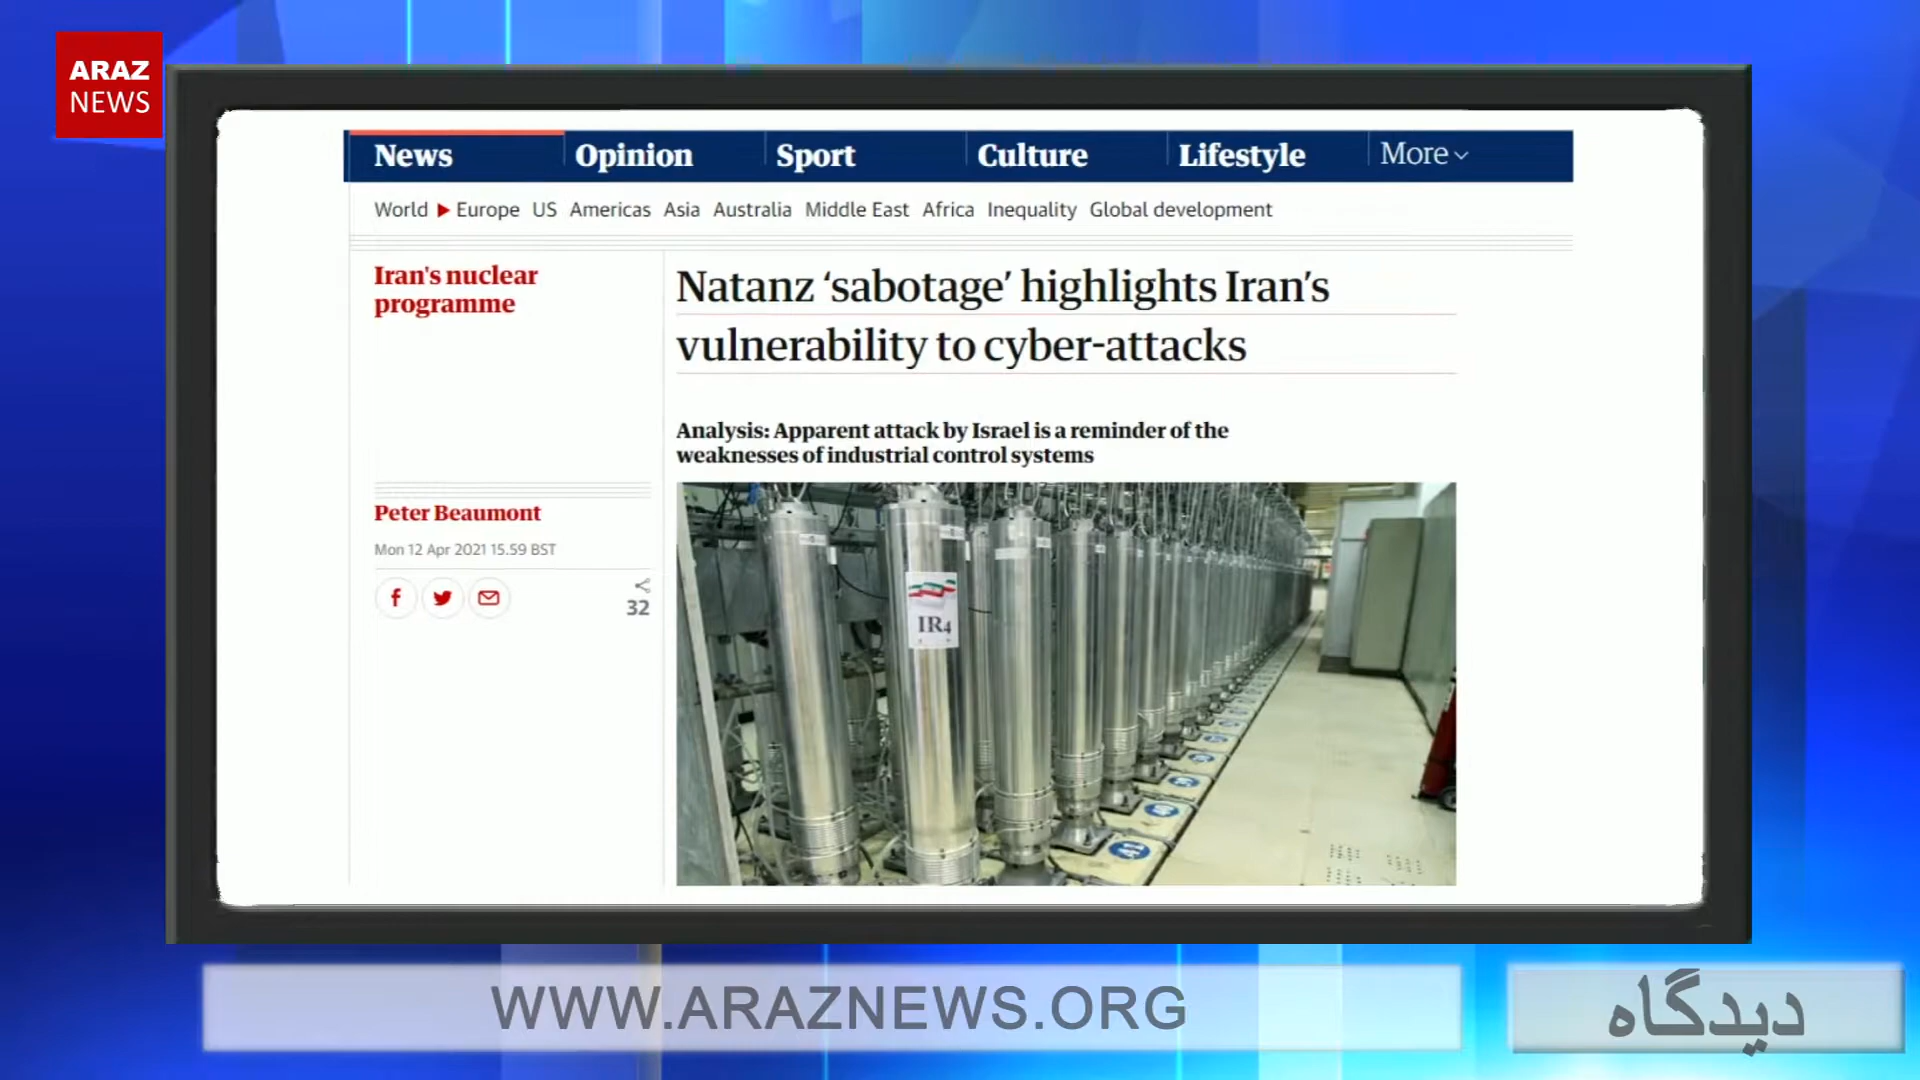 ARAZ
NEWS
News Opinion Sport Culture Lifestyle More
World Europe US Americas Asia Australia Middle East Africa Inequality Global development
Iran's nuclear
programme
Natanz ‘sabotage’ highlights Iran’s
vulnerability to cyber-attacks
Analysis: Apparent attack by Israel is a reminder of the
weaknesses of industrial control systems
Peter Beaumont
Mon 12 Apr 2021 15.59 BST
32
IR4
WWW.ARAZNEWS.ORG
دیدگاه